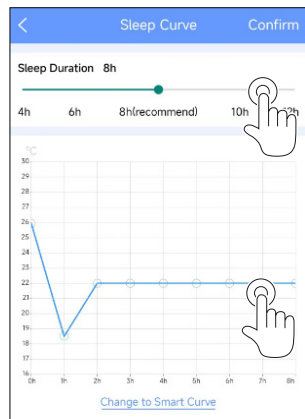 Sleep Curve Confirm
Sleep Duration 8h
4h 6h 8h(recommend) 10h 12h
°C
30
29
28
27
26
25
24
23
22
21
20
19
18
17
16
0h 1h 2h 3h 4h 5h 6h 7h 8h
Change to Smart Curve